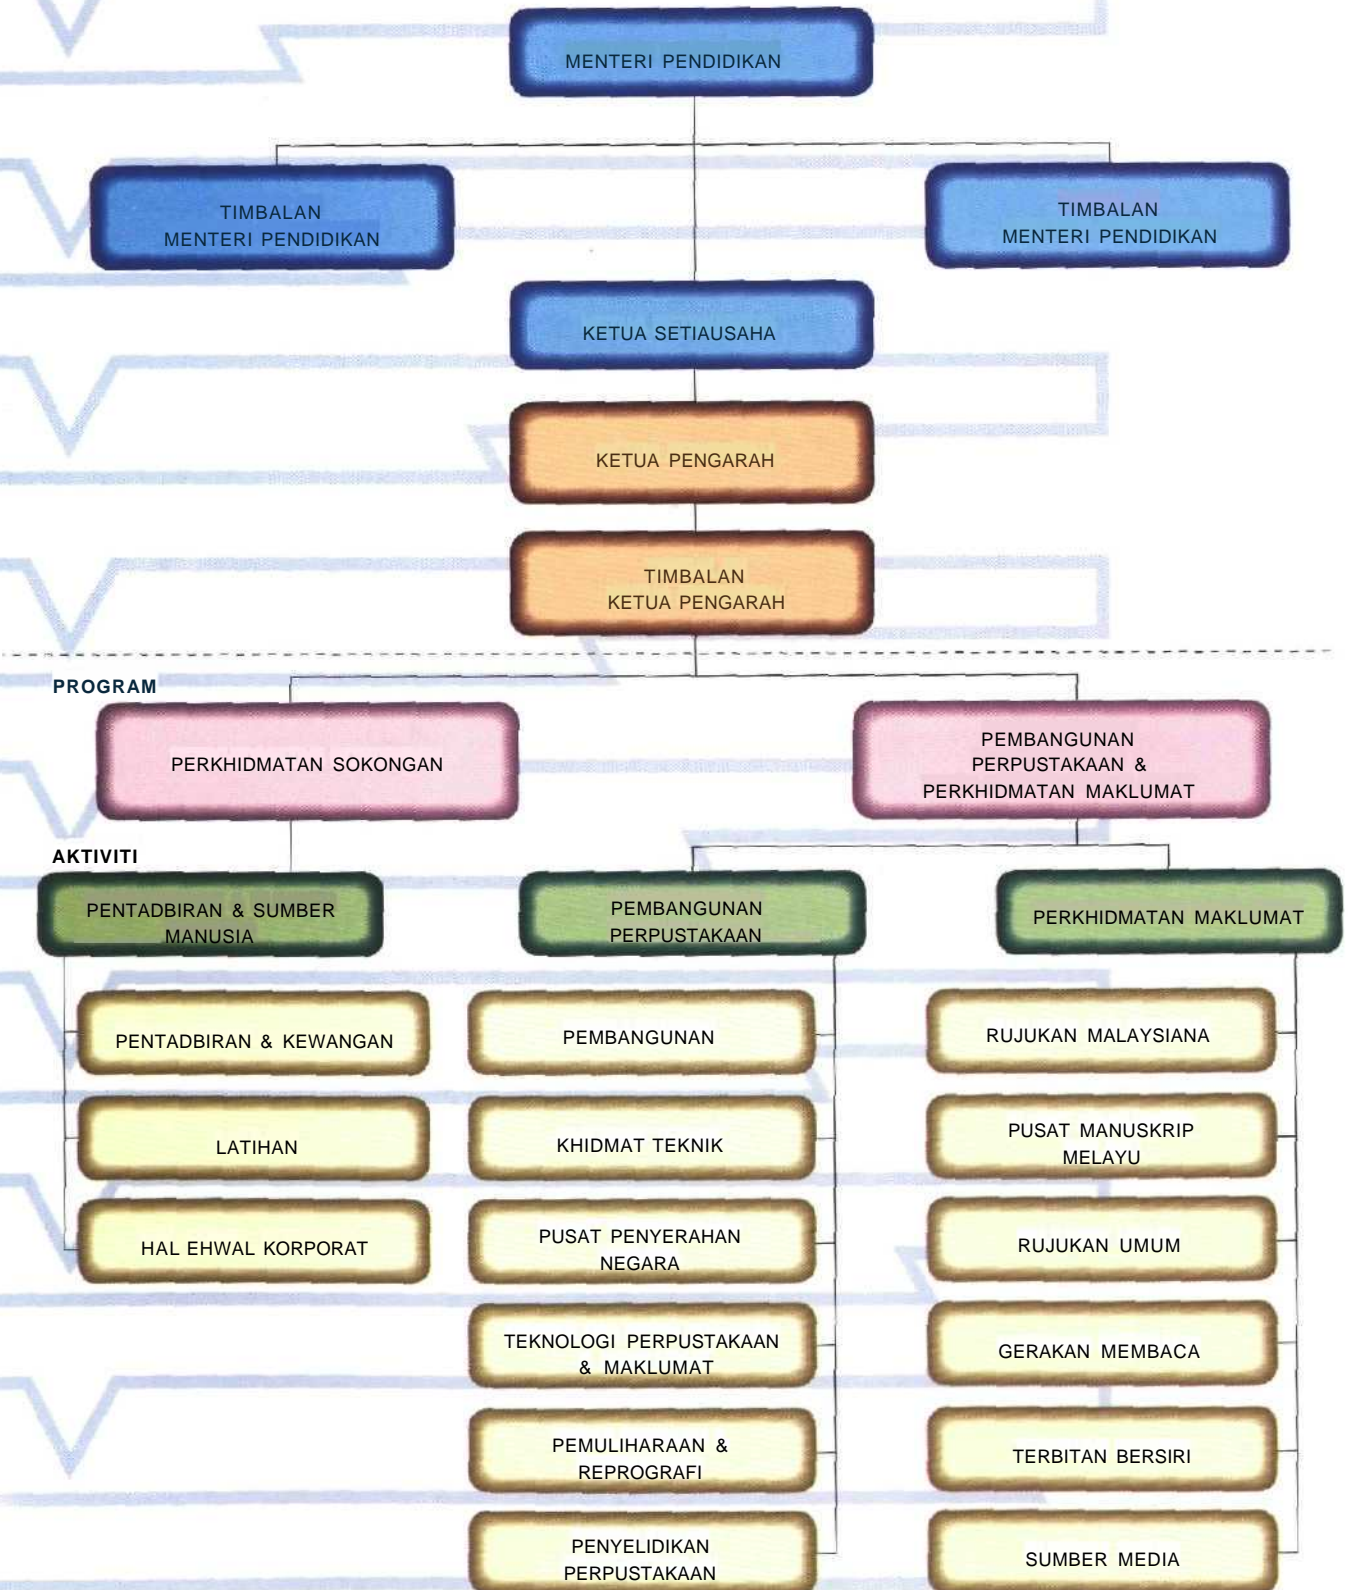 MENTERI PENDIDIKAN
TIMBALAN
MENTERI PENDIDIKAN
TIMBALAN
MENTERI PENDIDIKAN
KETUA SETIAUSAHA
KETUA PENGARAH
TIMBALAN
KETUA PENGARAH
PROGRAM
PERKHIDMATAN SOKONGAN
PEMBANGUNAN
PERPUSTAKAAN &
PERKHIDMATAN MAKLUMAT
AKTIVITI
PENTADBIRAN & SUMBER
MANUSIA
PENTADBIRAN & KEWANGAN
LATIHAN
HAL EHWAL KORPORAT
PEMBANGUNAN
PERPUSTAKAAN
PEMBANGUNAN
KHIDMAT TEKNIK
PUSAT PENYERAHAN
NEGARA
TEKNOLOGI PERPUSTAKAAN
& MAKLUMAT
PEMULIHARAAN &
REPROGRAFI
PENYELIDIKAN
PERPUSTAKAAN
PERKHIDMATAN MAKLUMAT
RUJUKAN MALAYSIANA
PUSAT MANUSKRIP
MELAYU
RUJUKAN UMUM
GERAKAN MEMBACA
TERBITAN BERSIRI
SUMBER MEDIA